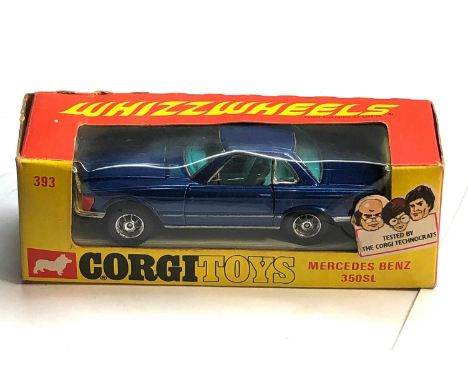 WHIZZWHEELS
393
TESTED BY
THE CORGI TECHNOCRATS
CORGI TOYS
MERCEDES BENZ
350SL